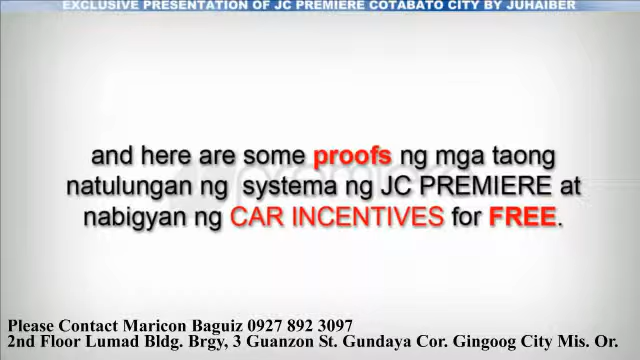 EXCLUSIVE PRESENTATION OF JC PREMIERE COTABATO CITY BY JUHAIBER
and here are some proofs ng mga taong
natulungan ng systema ng JC PREMIERE at
nabigyan ng CAR INCENTIVES for FREE.
Please Contact Maricon Baguiz 0927 892 3097
2nd Floor Lumad Bldg. Brgy, 3 Guanzon St. Gundaya Cor. Gingoog City Mis. Or.